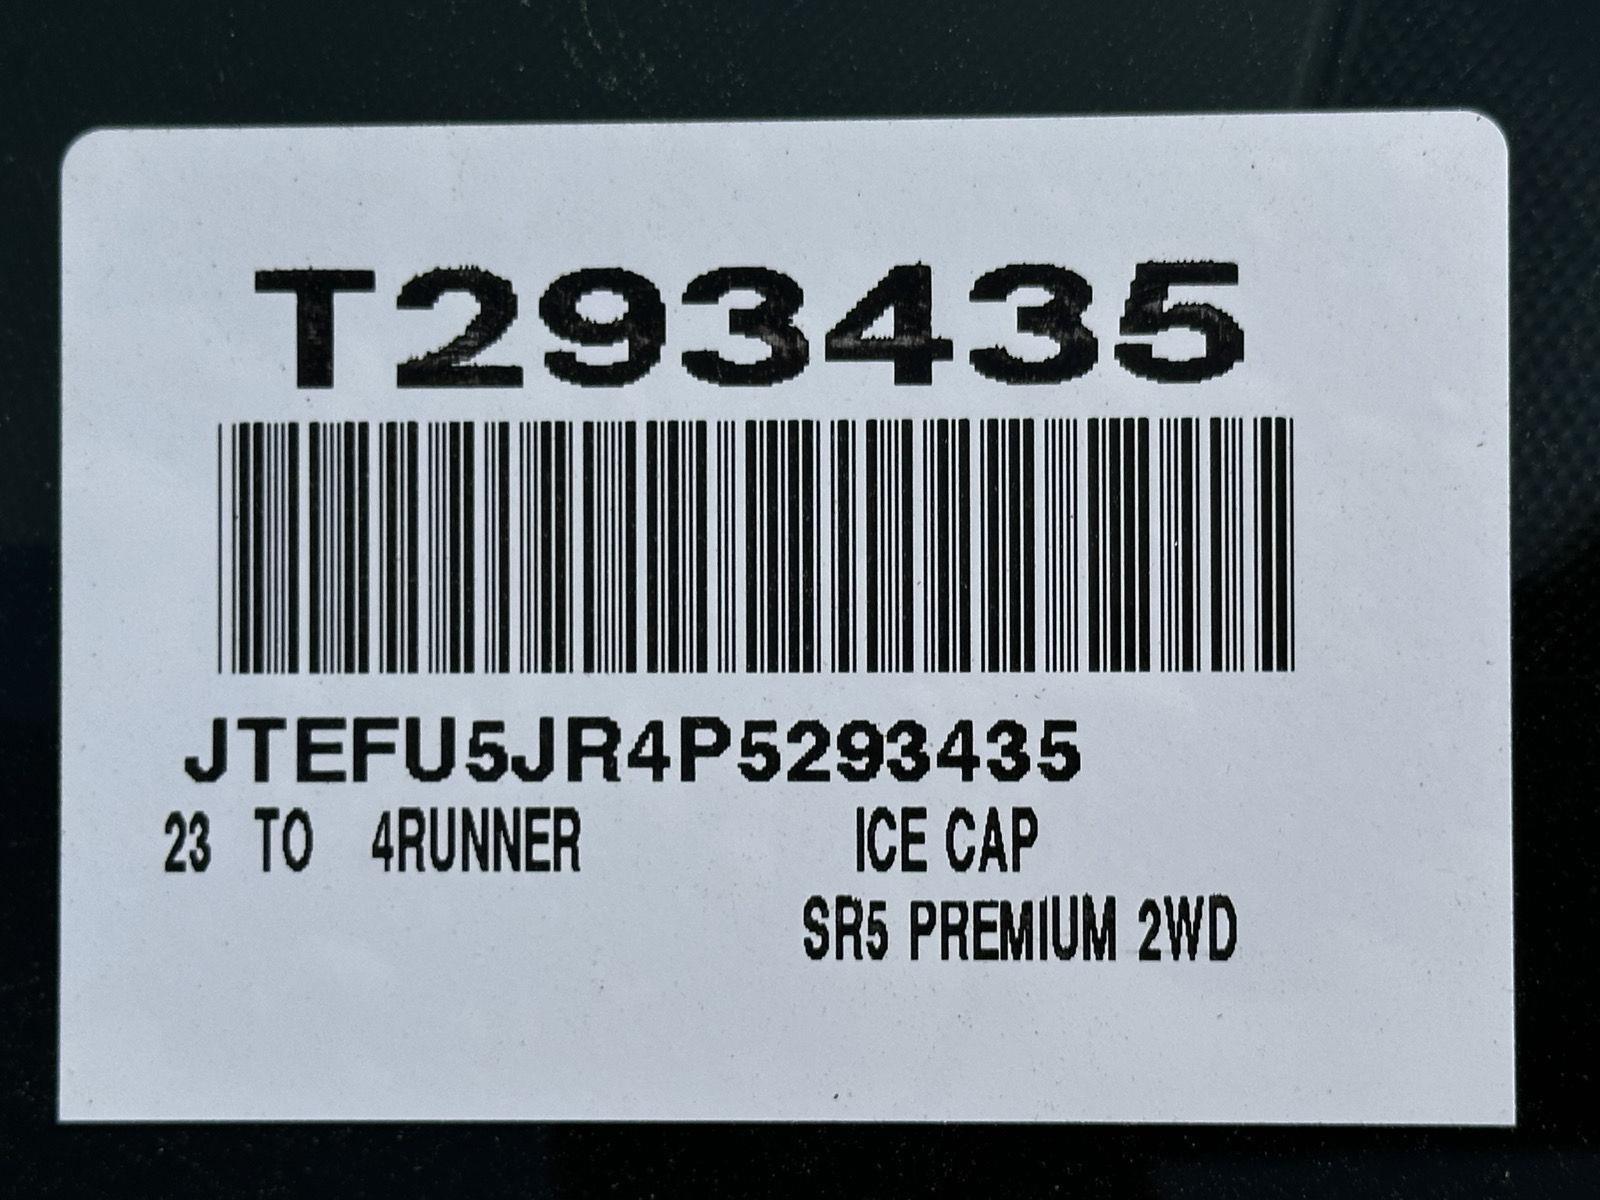 T293435
JTEFU5JR4P5293435
23 TO 4RUNNER ICE CAP
SR5 PREMIUM 2WD